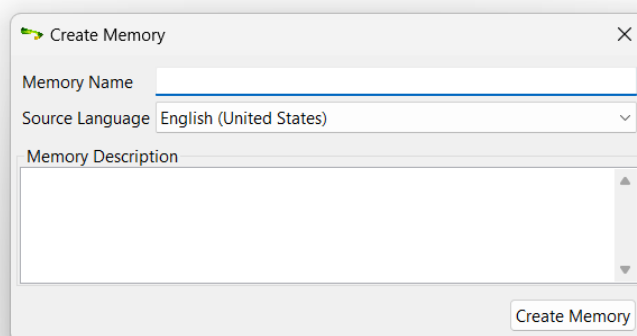 Create Memory
Memory Name
Source Language English (United States)
Memory Description
Create Memory